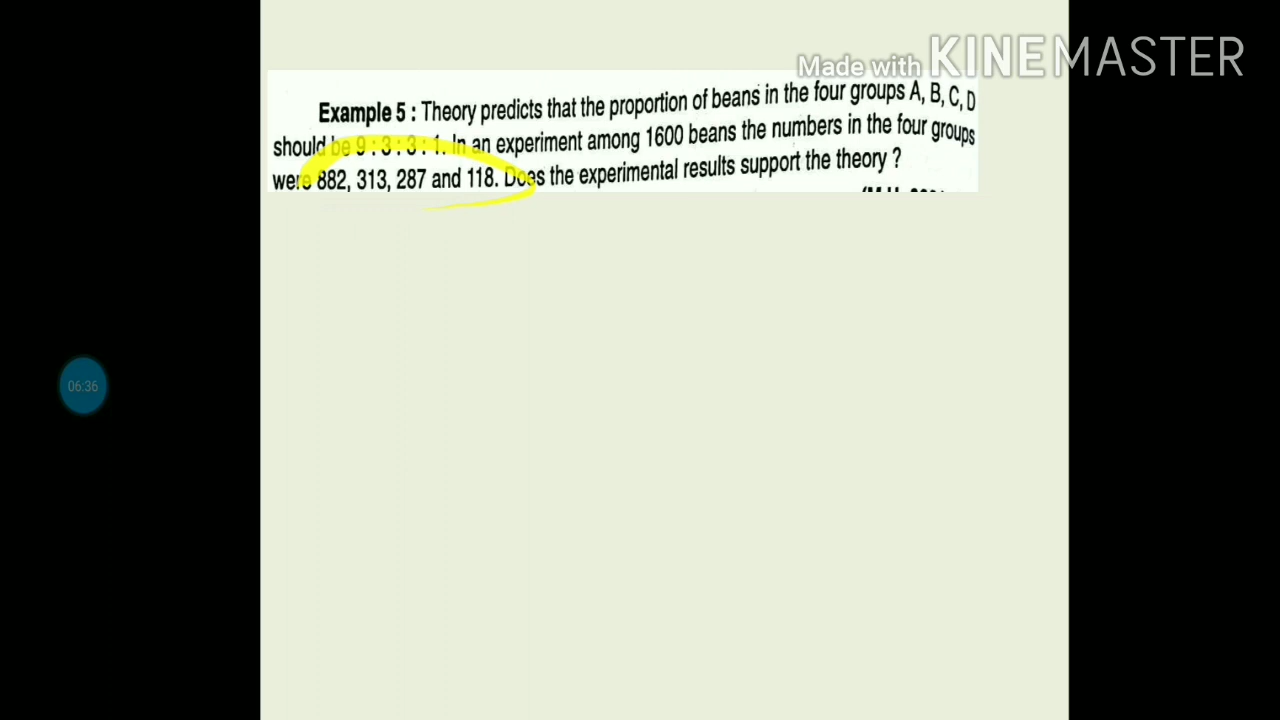 Made with KINEMASTER
Example 5 : Theory predicts that the proportion of beans in the four groups A, B, C, D
should be 9 : 3 : 3 : 1. In an experiment among 1600 beans the numbers in the four groups
were 882, 313, 287 and 118. Does the experimental results support the theory ?
06:36